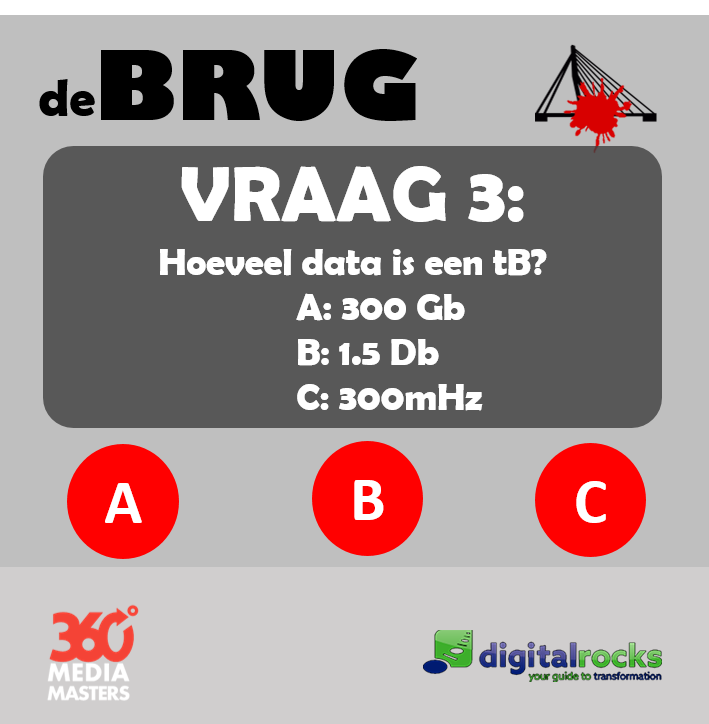 deBRUG
VRAAG 3:
Hoeveel data is een tB?
A: 300 Gb
B: 1.5 Db
C: 300mHz
A B C
360°
MEDIA
MASTERS
digitalrocks
your guide to transformation